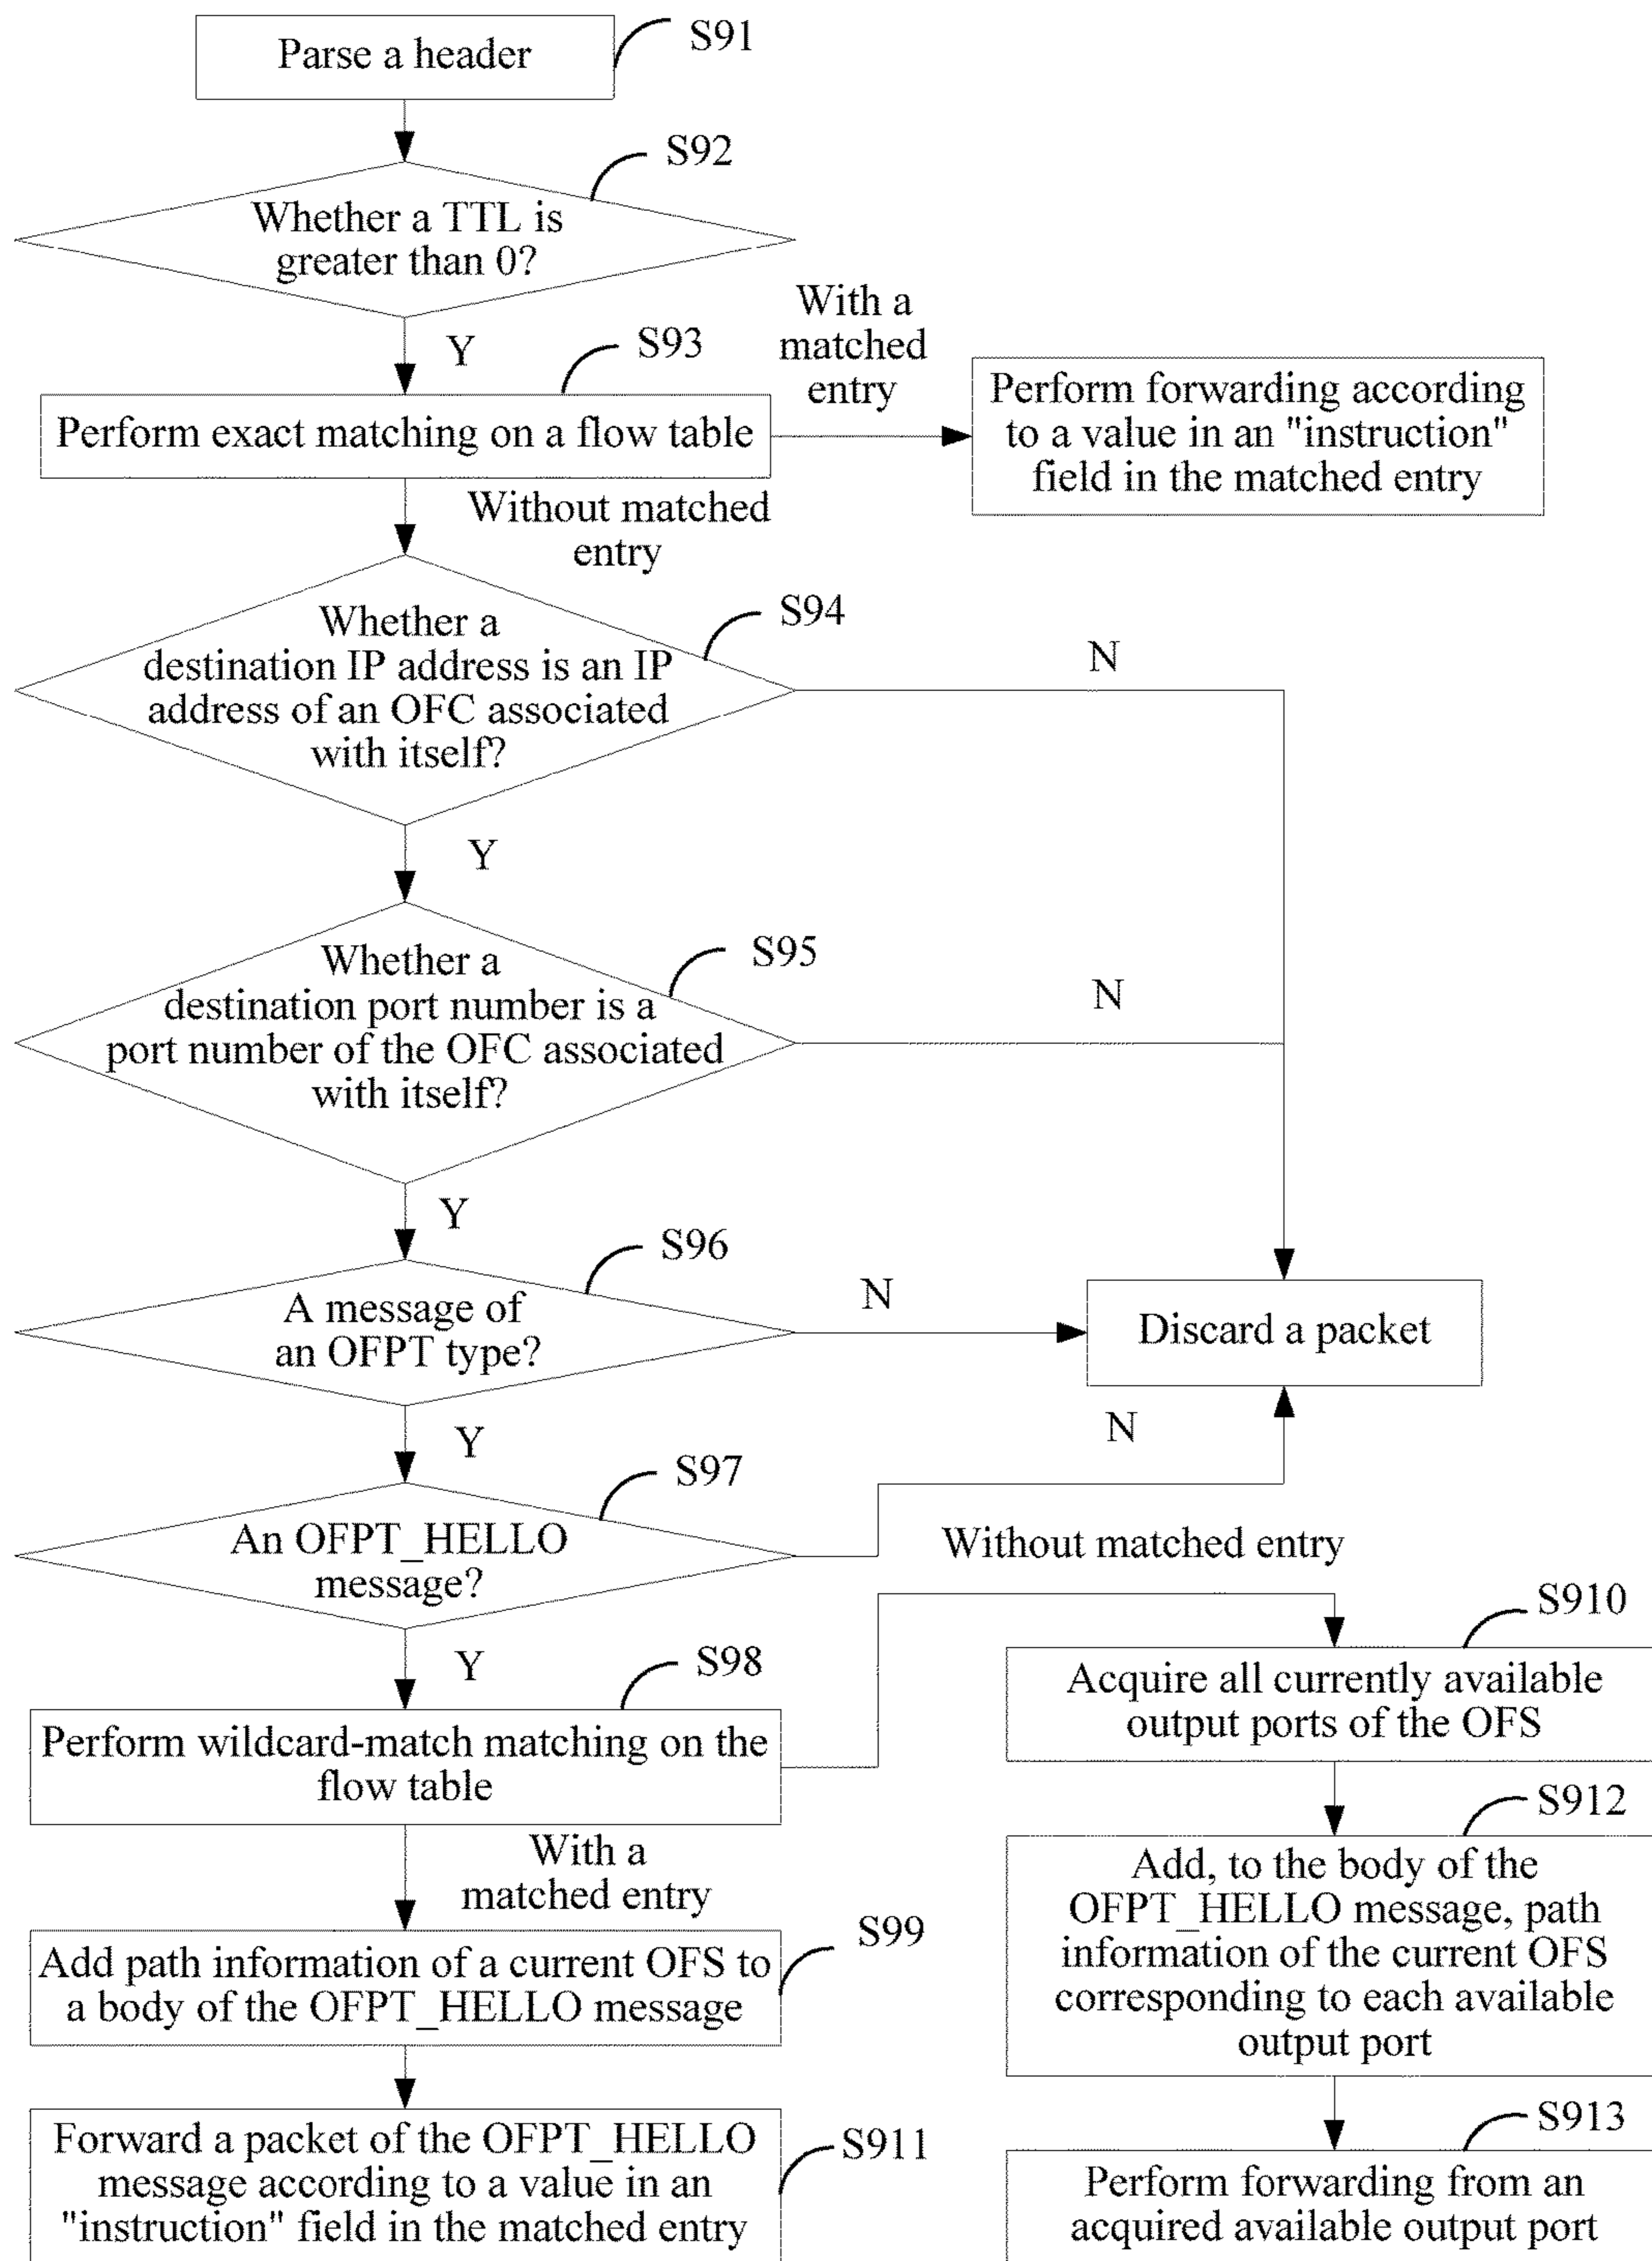 Parse a header
S91
S92
Whether a TTL is
greater than 0?
Y
S93
With a
matched
entry
Perform exact matching on a flow table
Perform forwarding according
to a value in an "instruction"
field in the matched entry
Without matched
entry
S94
Whether a
destination IP address is an IP
address of an OFC associated
with itself?
N
Y
S95
Whether a
destination port number is a
port number of the OFC associated
with itself?
N
Y
S96
A message of
an OFPT type?
N
Discard a packet
Y
N
S97
An OFPT_HELLO
message?
Without matched entry
Y
S98
S910
Perform wildcard-match matching on the
flow table
Acquire all currently available
output ports of the OFS
With a
matched entry
S912
Add, to the body of the
OFPT_HELLO message, path
information of the current OFS
corresponding to each available
output port
S99
Add path information of a current OFS to
a body of the OFPT_HELLO message
S911
Forward a packet of the OFPT_HELLO
message according to a value in an
"instruction" field in the matched entry
S913
Perform forwarding from an
acquired available output port